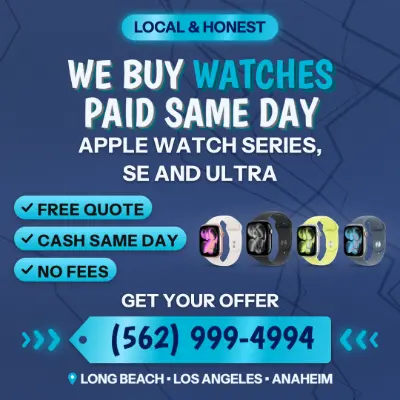 LOCAL & HONEST
WE BUY WATCHES
PAID SAME DAY
APPLE WATCH SERIES,
SE AND ULTRA
✓ FREE QUOTE
✓ CASH SAME DAY
✓ NO FEES
GET YOUR OFFER
(562) 999-4994
LONG BEACH • LOS ANGELES • ANAHEIM